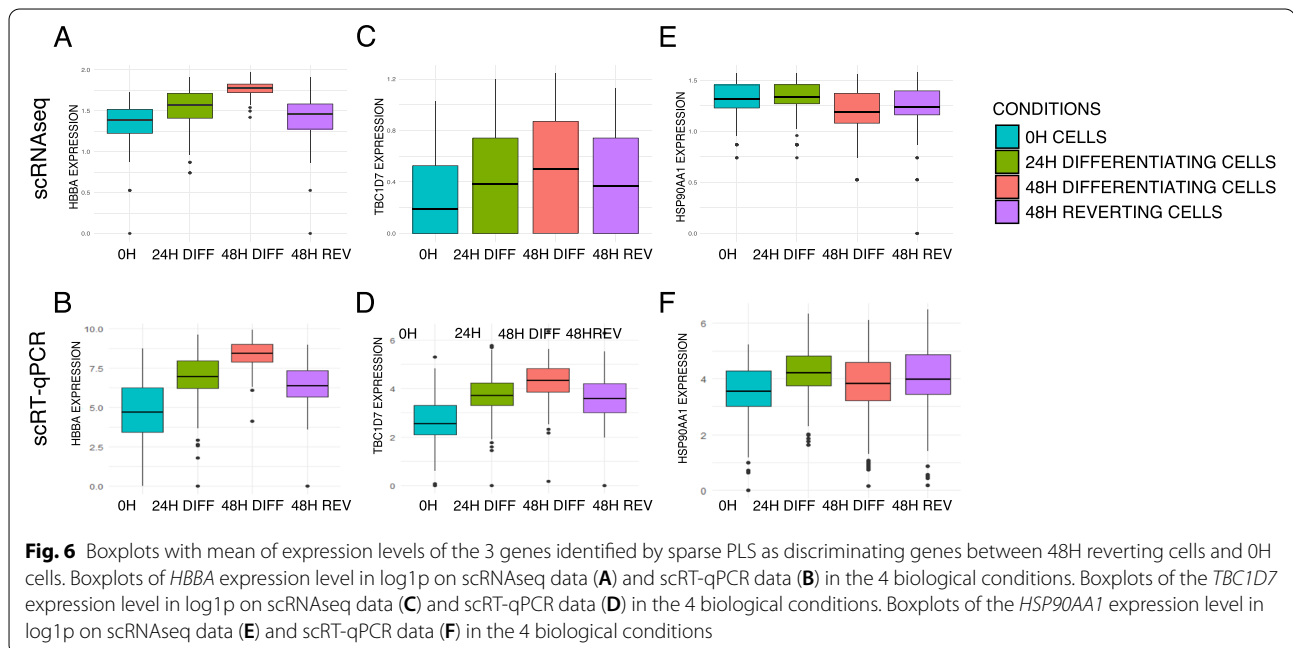 A
C
E
scRNAseq
HBBA EXPRESSION
2.0
1.5
1.0
0.5
0.0
0H
24H DIFF
48H DIFF
48H REV
TBC1D7 EXPRESSION
1.2
0.8
0.4
0.0
0H
24H DIFF
48H DIFF
48H REV
HSP90AA1 EXPRESSION
1.5
1.0
0.5
0.0
0H
24H DIFF
48H DIFF
48H REV
CONDITIONS
0H CELLS
24H DIFFERENTIATING CELLS
48H DIFFERENTIATING CELLS
48H REVERTING CELLS
B
D
F
scRT-qPCR
HBBA EXPRESSION
10.0
7.5
5.0
2.5
0.0
0H
24H DIFF
48H DIFF
48H REV
0H
24H
48H DIFF
48HREV
TBC1D7 EXPRESSION
6
4
2
0
0H
24H DIFF
48H DIFF
48H REV
HSP90AA1 EXPRESSION
6
4
2
0
0H
24H DIFF
48H DIFF
48H REV
Fig. 6 Boxplots with mean of expression levels of the 3 genes identified by sparse PLS as discriminating genes between 48H reverting cells and 0H
cells. Boxplots of HBBA expression level in log1p on scRNAseq data (A) and scRT-qPCR data (B) in the 4 biological conditions. Boxplots of the TBC1D7
expression level in log1p on scRNAseq data (C) and scRT-qPCR data (D) in the 4 biological conditions. Boxplots of the HSP90AA1 expression level in
log1p on scRNAseq data (E) and scRT-qPCR data (F) in the 4 biological conditions